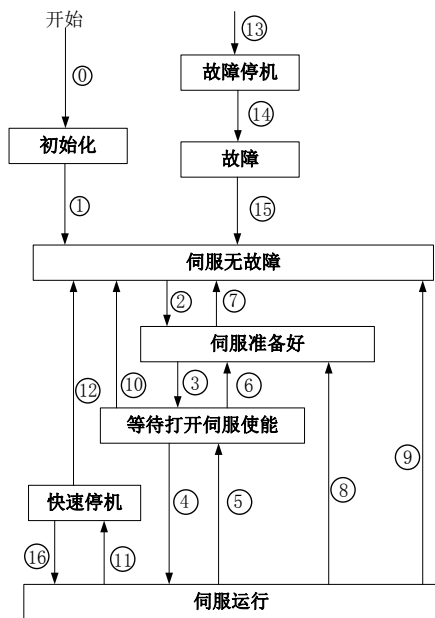 开始
⑬
⓪
故障停机
⑭
初始化
故障
①
⑮
伺服无故障
②
⑦
伺服准备好
⑫
⑩
③
⑥
等待打开伺服使能
⑨
④
⑤
⑧
快速停机
⑯
⑪
伺服运行